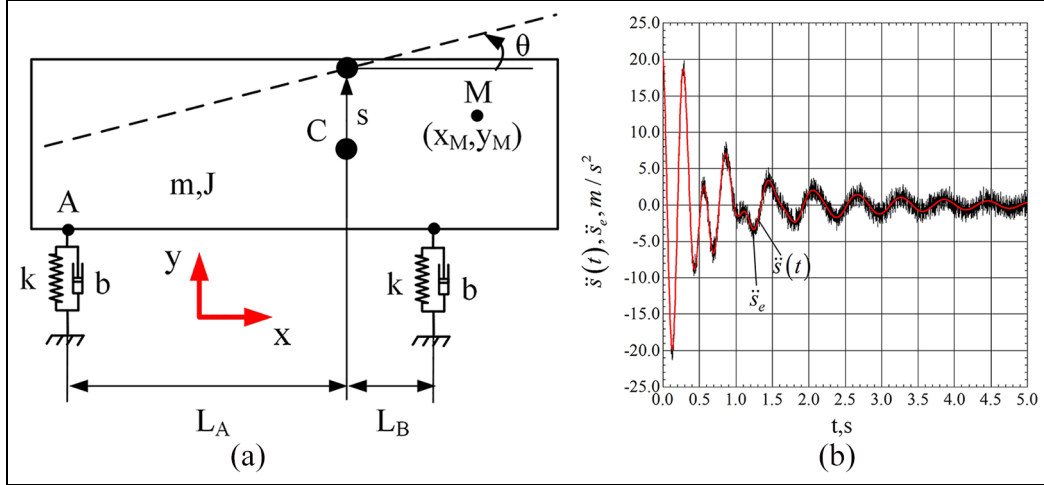 θ
M
C
s
(x_M,y_M)
m,J
A
k
b
y
x
k
b
L_A
L_B
(a)
s̈(t),s̈_e,m/s²
25.0
20.0
15.0
10.0
5.0
0.0
-5.0
-10.0
-15.0
-20.0
-25.0
s̈(t)
s̈_e
0.0 0.5 1.0 1.5 2.0 2.5 3.0 3.5 4.0 4.5 5.0
t,s
(b)